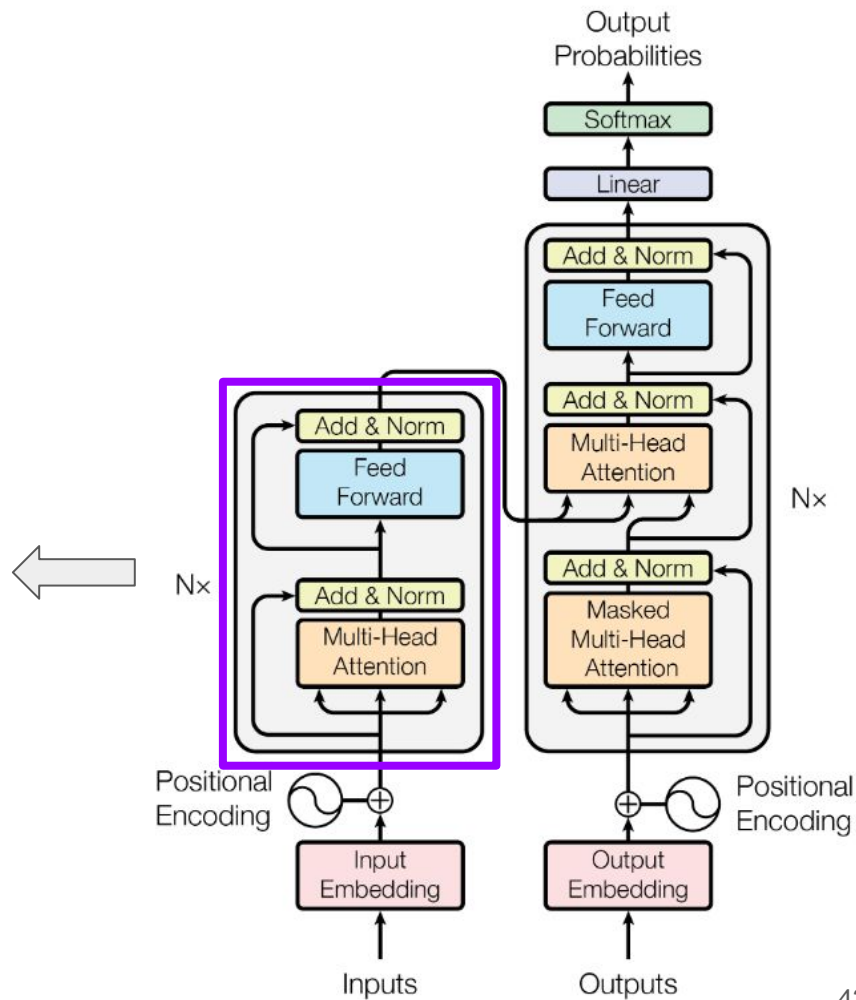 Output
Probabilities
Softmax
Linear
Add & Norm
Feed
Forward
Add & Norm
Multi-Head
Attention
Add & Norm
Masked
Multi-Head
Attention
Nx
Add & Norm
Feed
Forward
Nx
Add & Norm
Multi-Head
Attention
Positional
Encoding
Positional
Encoding
Input
Embedding
Output
Embedding
Inputs
Outputs